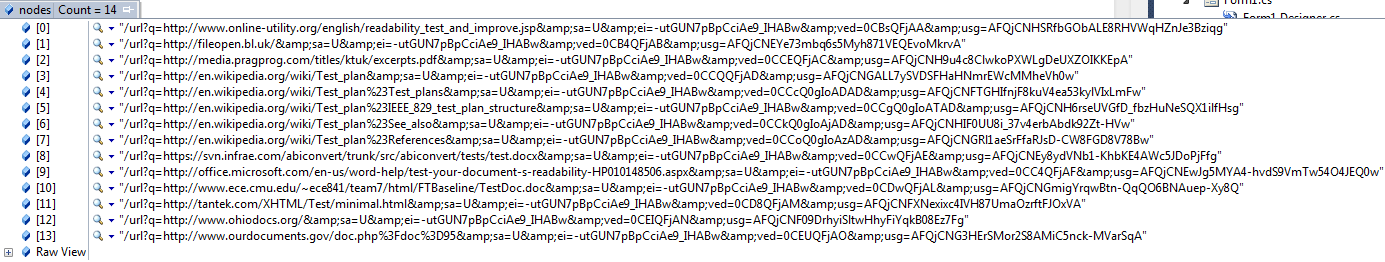 nodes Count = 14
Form1.cs
Form1.Designer.cs
[0] "/url?q=http://www.online-utility.org/english/readability_test_and_improve.jsp&amp;sa=U&amp;ei=-utGUN7pBpCciAe9_IHABw&amp;ved=0CBsQFjAA&amp;usg=AFQjCNHSRfbGObALE8RHVWqHZnJe3Bziqg"
[1] "/url?q=http://fileopen.bl.uk/&amp;sa=U&amp;ei=-utGUN7pBpCciAe9_IHABw&amp;ved=0CB4QFjAB&amp;usg=AFQjCNEYe73mbq6s5Myh871VEQEvoMkrvA"
[2] "/url?q=http://media.pragprog.com/titles/ktuk/excerpts.pdf&amp;sa=U&amp;ei=-utGUN7pBpCciAe9_IHABw&amp;ved=0CCEQFjAC&amp;usg=AFQjCNH9u4c8ClwkoPXWLgDeUXZOIKKEpA"
[3] "/url?q=http://en.wikipedia.org/wiki/Test_plan&amp;sa=U&amp;ei=-utGUN7pBpCciAe9_IHABw&amp;ved=0CCQQFjAD&amp;usg=AFQjCNGALL7ySVDSFHaHNmrEWcMMheVh0w"
[4] "/url?q=http://en.wikipedia.org/wiki/Test_plan%23Test_plans&amp;sa=U&amp;ei=-utGUN7pBpCciAe9_IHABw&amp;ved=0CCcQ0gIoADAD&amp;usg=AFQjCNFTGHIfnjF8kuV4ea53kylVIxLmFw"
[5] "/url?q=http://en.wikipedia.org/wiki/Test_plan%23IEEE_829_test_plan_structure&amp;sa=U&amp;ei=-utGUN7pBpCciAe9_IHABw&amp;ved=0CCgQ0gIoATAD&amp;usg=AFQjCNH6rseUVGfD_fbzHuNeSQX1ilfHsg"
[6] "/url?q=http://en.wikipedia.org/wiki/Test_plan%23See_also&amp;sa=U&amp;ei=-utGUN7pBpCciAe9_IHABw&amp;ved=0CCkQ0gIoAjAD&amp;usg=AFQjCNHIF0UU8i_37v4erbAbdk92Zt-HVw"
[7] "/url?q=http://en.wikipedia.org/wiki/Test_plan%23References&amp;sa=U&amp;ei=-utGUN7pBpCciAe9_IHABw&amp;ved=0CCoQ0gIoAzAD&amp;usg=AFQjCNGRl1aeSrFfaRJsD-CW8FGD8V78Bw"
[8] "/url?q=https://svn.infrae.com/abiconvert/trunk/src/abiconvert/tests/test.docx&amp;sa=U&amp;ei=-utGUN7pBpCciAe9_IHABw&amp;ved=0CCwQFjAE&amp;usg=AFQjCNEy8ydVNb1-KhbKE4AWc5JDoPjFfg"
[9] "/url?q=http://office.microsoft.com/en-us/word-help/test-your-document-s-readability-HP010148506.aspx&amp;sa=U&amp;ei=-utGUN7pBpCciAe9_IHABw&amp;ved=0CC4QFjAF&amp;usg=AFQjCNEwJg5MYA4-hvdS9VmTw54O4JEQ0w"
[10] "/url?q=http://www.ece.cmu.edu/~ece841/team7/html/FTBaseline/TestDoc.doc&amp;sa=U&amp;ei=-utGUN7pBpCciAe9_IHABw&amp;ved=0CDwQFjAL&amp;usg=AFQjCNGmigYrqwBtn-QqQO6BNAuep-Xy8Q"
[11] "/url?q=http://tantek.com/XHTML/Test/minimal.html&amp;sa=U&amp;ei=-utGUN7pBpCciAe9_IHABw&amp;ved=0CD8QFjAM&amp;usg=AFQjCNFXNexixc4IVH87UmaOzrftFJOxVA"
[12] "/url?q=http://www.ohiodocs.org/&amp;sa=U&amp;ei=-utGUN7pBpCciAe9_IHABw&amp;ved=0CEIQFjAN&amp;usg=AFQjCNF09DrhyiSltwHhyFiYqkB08Ez7Fg"
[13] "/url?q=http://www.ourdocuments.gov/doc.php%3Fdoc%3D95&amp;sa=U&amp;ei=-utGUN7pBpCciAe9_IHABw&amp;ved=0CEUQFjAO&amp;usg=AFQjCNG3HErSMor2S8AMiC5nck-MVarSqA"
Raw View